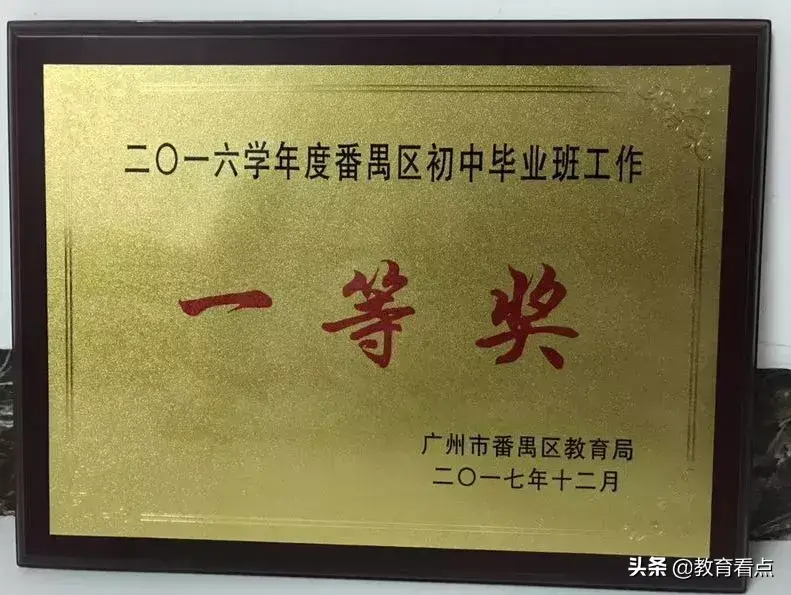 二〇一六学年度番禺区初中毕业班工作
一等奖
广州市番禺区教育局
二〇一七年十二月
头条 @教育看点